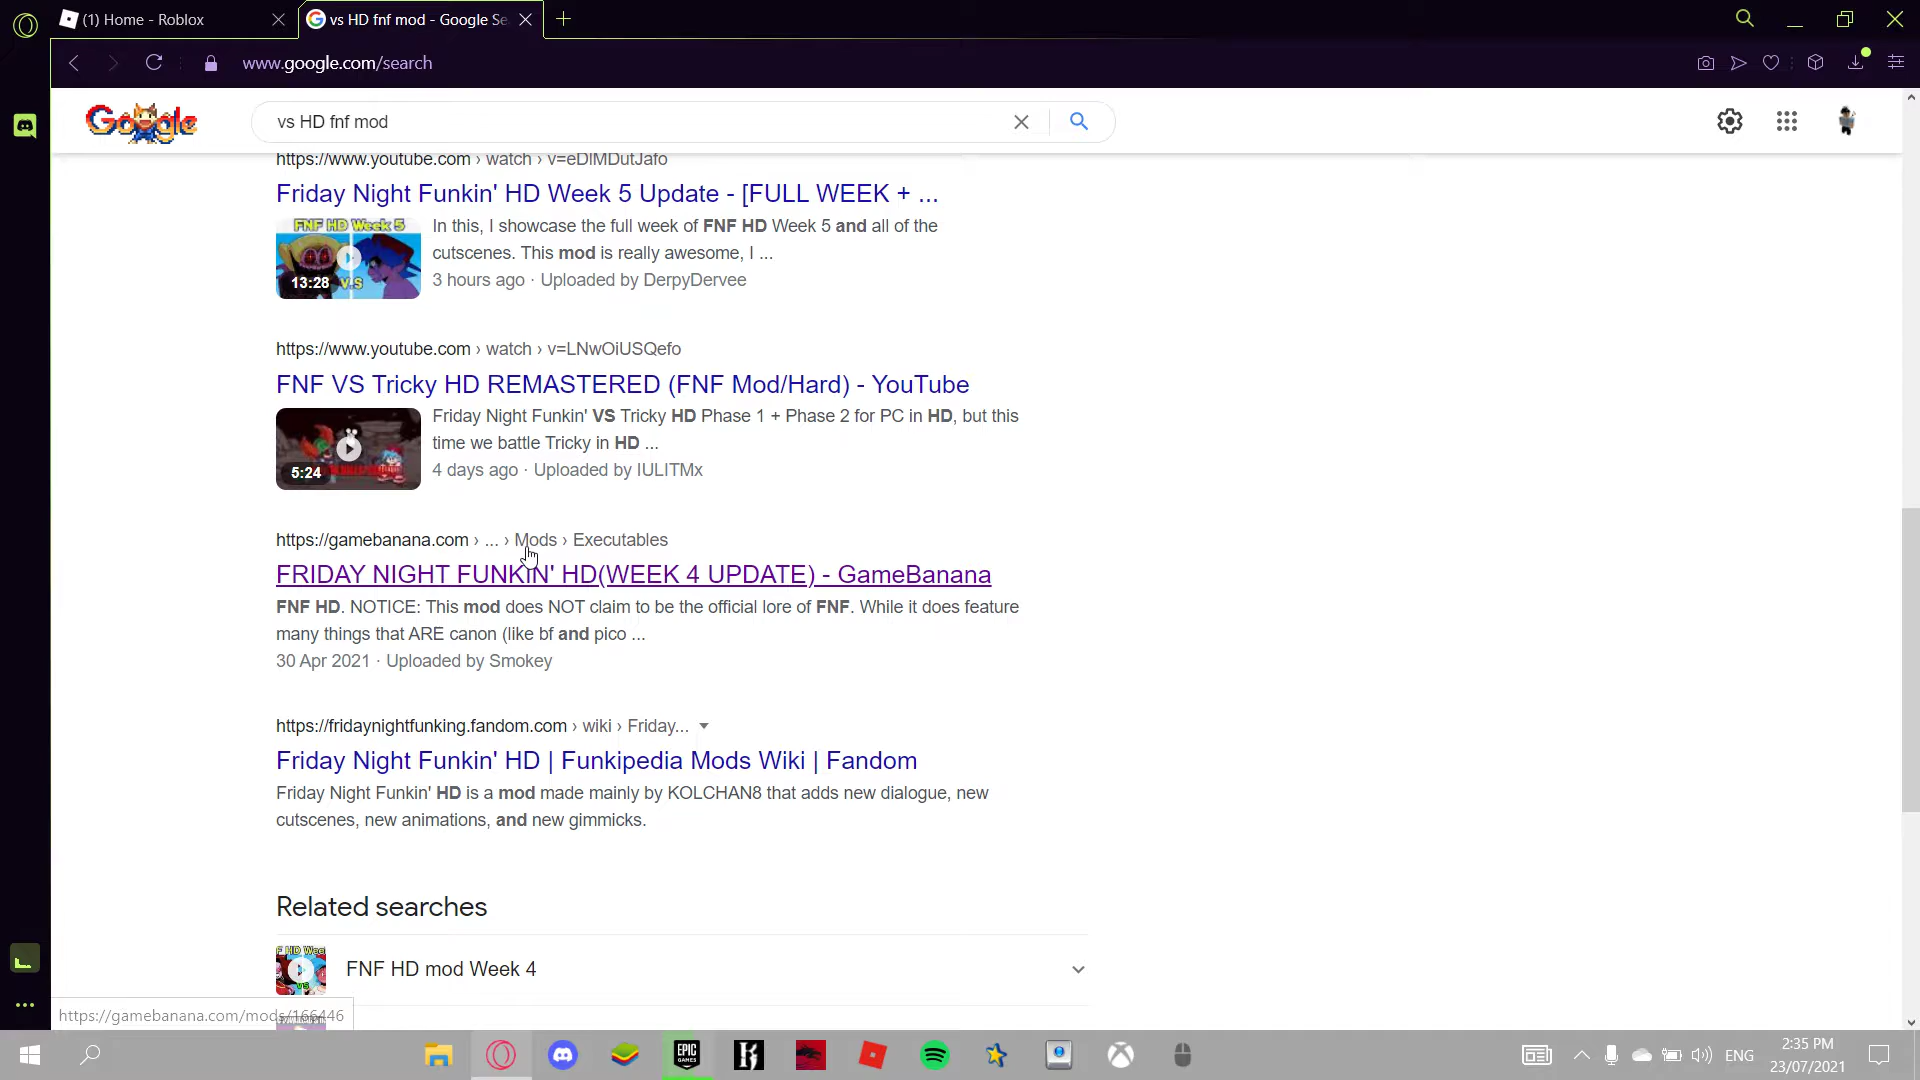 (1) Home - Roblox
vs HD fnf mod - Google Se
www.google.com/search
Google
vs HD fnf mod
https://www.youtube.com › watch › v=eDIMDutJafo
Friday Night Funkin' HD Week 5 Update - [FULL WEEK + ...
FNF HD Week 5
V.S
13:28
In this, I showcase the full week of FNF HD Week 5 and all of the
cutscenes. This mod is really awesome, I ...
3 hours ago · Uploaded by DerpyDervee
https://www.youtube.com › watch › v=LNwOiUSQefo
FNF VS Tricky HD REMASTERED (FNF Mod/Hard) - YouTube
5:24
Friday Night Funkin' VS Tricky HD Phase 1 + Phase 2 for PC in HD, but this
time we battle Tricky in HD ...
4 days ago · Uploaded by IULITMx
https://gamebanana.com › ... › Mods › Executables
FRIDAY NIGHT FUNKIN' HD(WEEK 4 UPDATE) - GameBanana
FNF HD. NOTICE: This mod does NOT claim to be the official lore of FNF. While it does feature
many things that ARE canon (like bf and pico ...
30 Apr 2021 · Uploaded by Smokey
https://fridaynightfunking.fandom.com › wiki › Friday...
Friday Night Funkin' HD | Funkipedia Mods Wiki | Fandom
Friday Night Funkin' HD is a mod made mainly by KOLCHAN8 that adds new dialogue, new
cutscenes, new animations, and new gimmicks.
Related searches
FNF HD mod Week 4
https://gamebanana.com/mods/166446
EPIC
GAMES
ENG
2:35 PM
23/07/2021